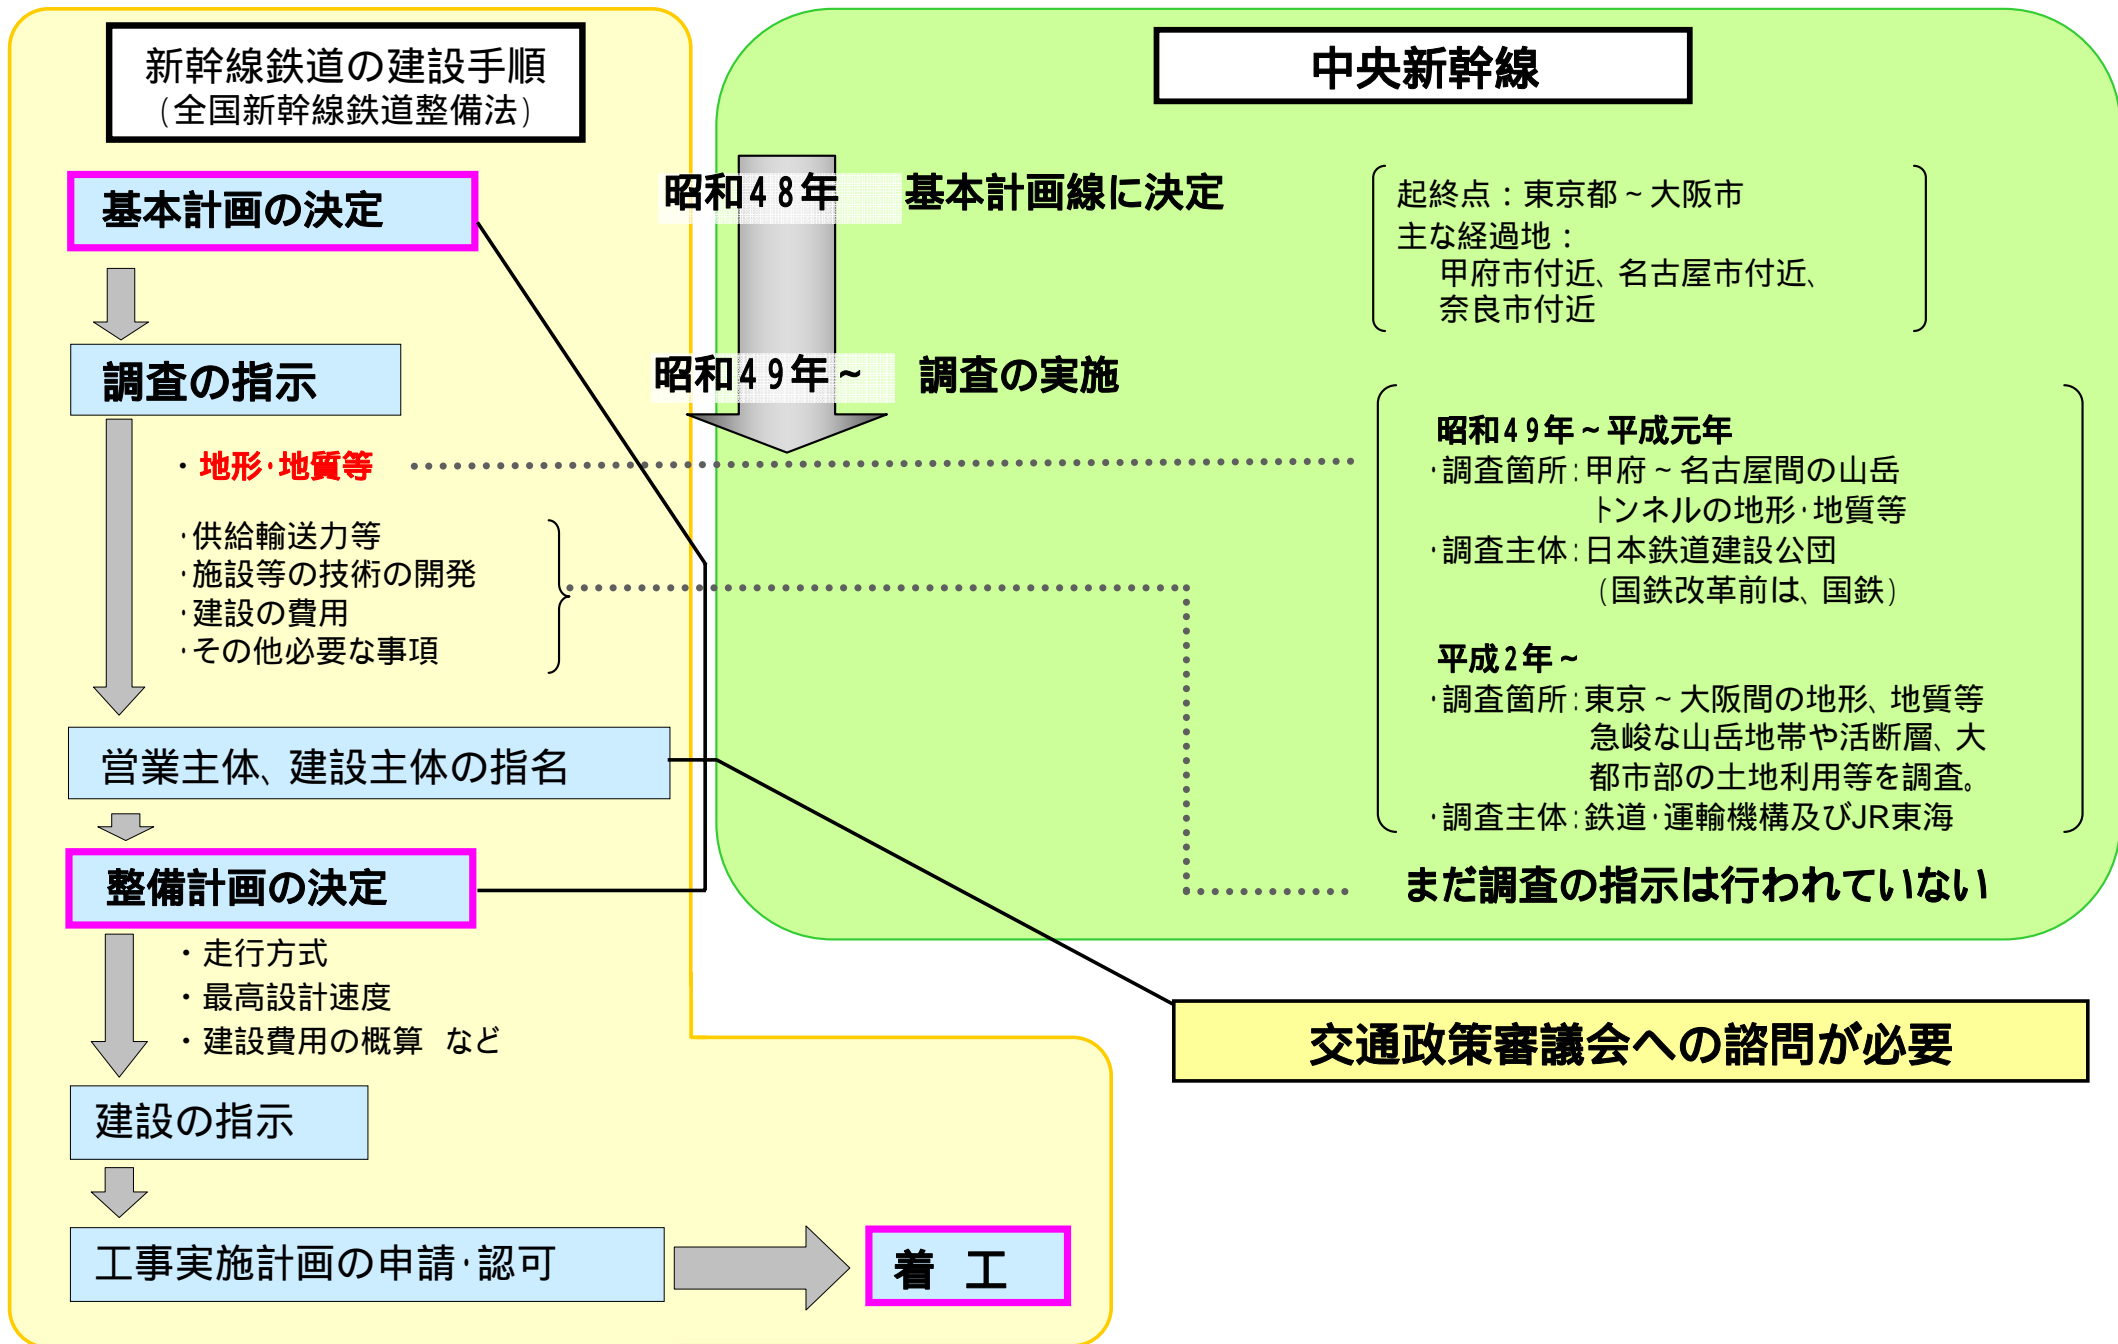 新幹線鉄道の建設手順
(全国新幹線鉄道整備法)
基本計画の決定
調査の指示
・地形・地質等
・供給輸送力等
・施設等の技術の開発
・建設の費用
・その他必要な事項
営業主体、建設主体の指名
整備計画の決定
・走行方式
・最高設計速度
・建設費用の概算 など
建設の指示
工事実施計画の申請・認可
着 工
中央新幹線
昭和48年 基本計画線に決定
起終点：東京都～大阪市
主な経過地：
甲府市付近、名古屋市付近、
奈良市付近
昭和49年～ 調査の実施
昭和49年～平成元年
・調査箇所：甲府～名古屋間の山岳
トンネルの地形・地質等
・調査主体：日本鉄道建設公団
(国鉄改革前は、国鉄)
平成2年～
・調査箇所：東京～大阪間の地形、地質等
急峻な山岳地帯や活断層、大
都市部の土地利用等を調査。
・調査主体：鉄道・運輸機構及びJR東海
まだ調査の指示は行われていない
交通政策審議会への諮問が必要